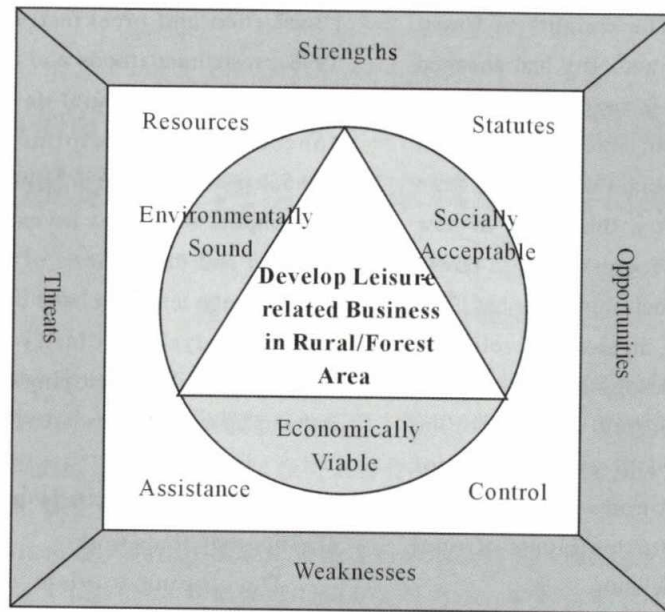 Strengths
Resources
Statutes
Environmentally
Sound
Socially
Acceptable
Threats
Opportunities
Develop Leisure
related Business
in Rural/Forest
Area
Economically
Viable
Assistance
Control
Weaknesses